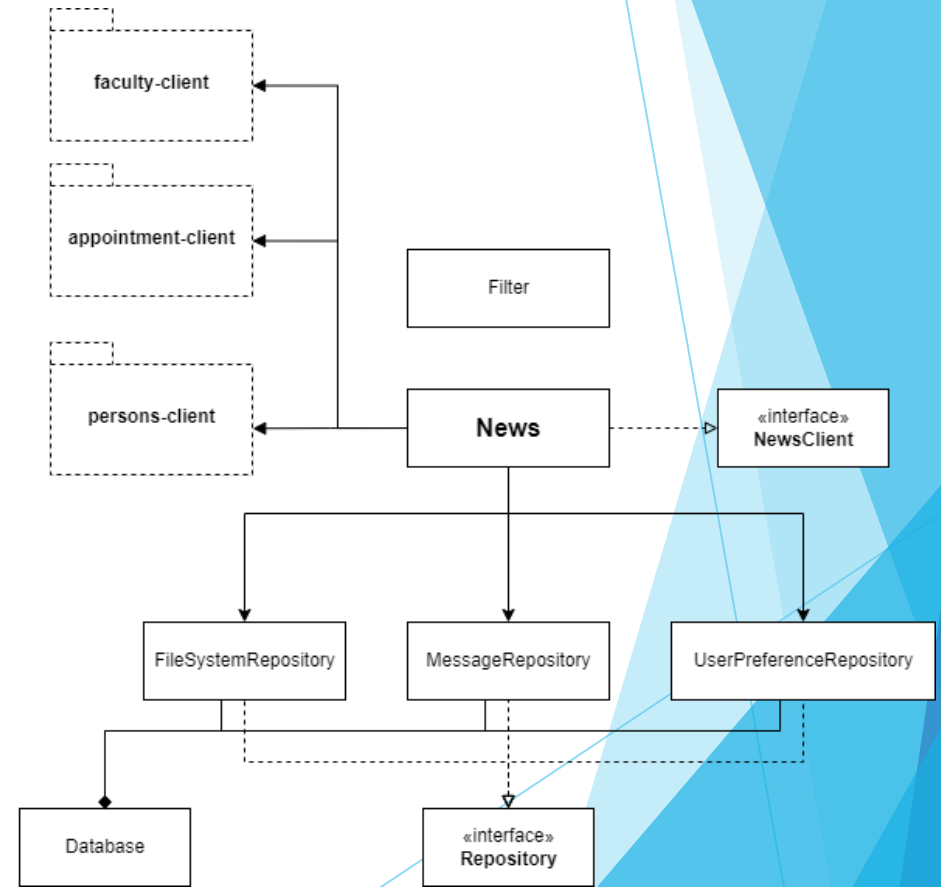 faculty-client
appointment-client
Filter
persons-client
News
«interface»
NewsClient
FileSystemRepository
MessageRepository
UserPreferenceRepository
Database
«interface»
Repository